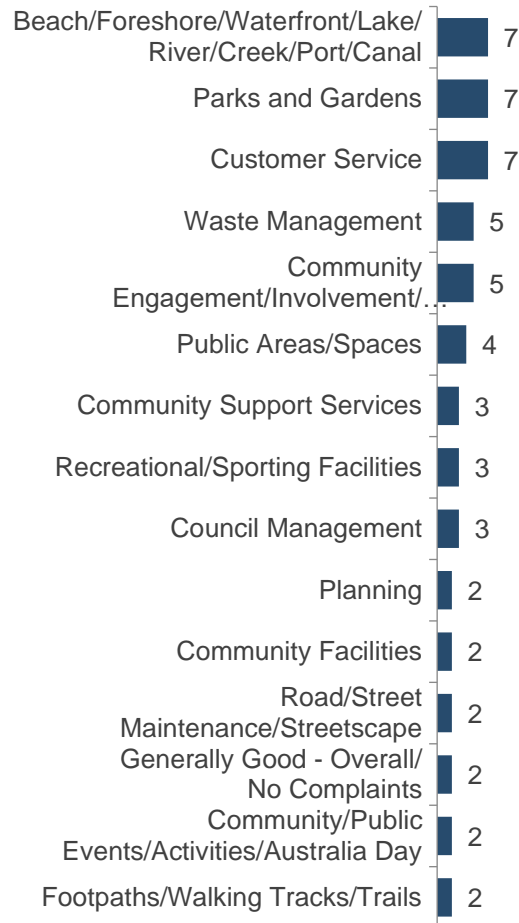 Beach/Foreshore/Waterfront/Lake/
River/Creek/Port/Canal
7
Parks and Gardens
7
Customer Service
7
Waste Management
5
Community
Engagement/Involvement/…
5
Public Areas/Spaces
4
Community Support Services
3
Recreational/Sporting Facilities
3
Council Management
3
Planning
2
Community Facilities
2
Road/Street
Maintenance/Streetscape
2
Generally Good - Overall/
No Complaints
2
Community/Public
Events/Activities/Australia Day
2
Footpaths/Walking Tracks/Trails
2